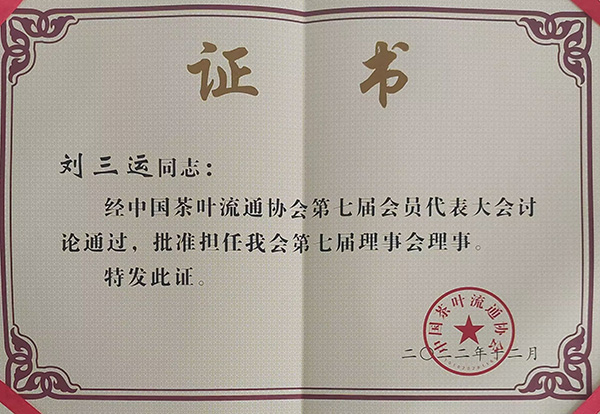 证书
刘三运同志：
经中国茶叶流通协会第七届会员代表大会讨
论通过，批准担任我会第七届理事会理事。
特发此证。
中国茶叶流通协会
二〇二二年十二月